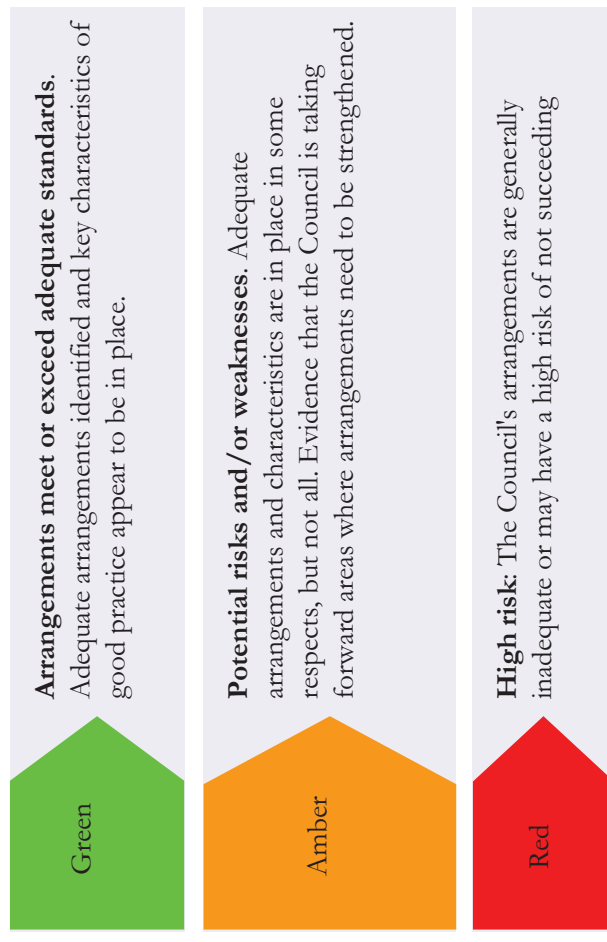 Green
Arrangements meet or exceed adequate standards.
Adequate arrangements identified and key characteristics of
good practice appear to be in place.
Amber
Potential risks and/or weaknesses. Adequate
arrangements and characteristics are in place in some
respects, but not all. Evidence that the Council is taking
forward areas where arrangements need to be strengthened.
Red
High risk: The Council's arrangements are generally
inadequate or may have a high risk of not succeeding